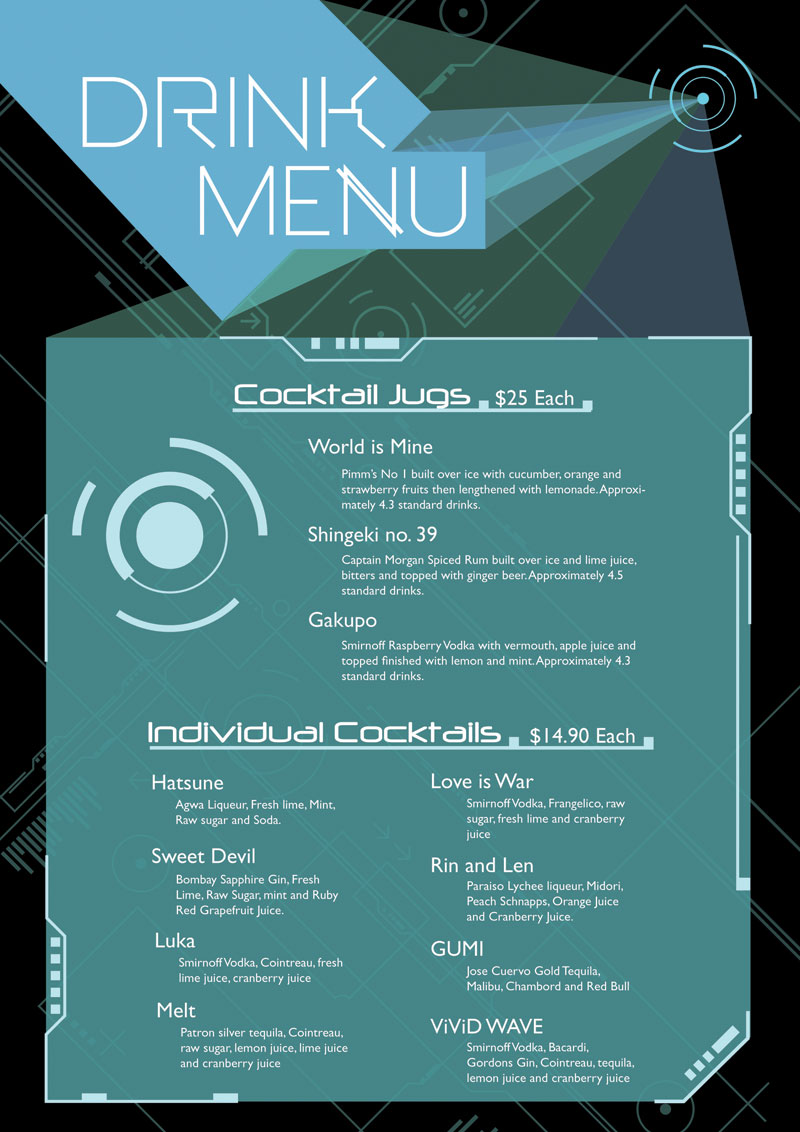 DRINK
MENU
Cocktail Jugs $25 Each
World is Mine
Pimm's No 1 built over ice with cucumber, orange and
strawberry fruits then lengthened with lemonade. Approxi-
mately 4.3 standard drinks.
Shingeki no. 39
Captain Morgan Spiced Rum built over ice and lime juice,
bitters and topped with ginger beer. Approximately 4.5
standard drinks.
Gakupo
Smirnoff Raspberry Vodka with vermouth, apple juice and
topped finished with lemon and mint. Approximately 4.3
standard drinks.
Individual Cocktails $14.90 Each
Hatsune
Agwa Liqueur, Fresh lime, Mint,
Raw sugar and Soda.
Sweet Devil
Bombay Sapphire Gin, Fresh
Lime, Raw Sugar, mint and Ruby
Red Grapefruit Juice.
Luka
Smirnoff Vodka, Cointreau, fresh
lime juice, cranberry juice
Melt
Patron silver tequila, Cointreau,
raw sugar, lemon juice, lime juice
and cranberry juice
Love is War
Smirnoff Vodka, Frangelico, raw
sugar, fresh lime and cranberry
juice
Rin and Len
Paraiso Lychee liqueur, Midori,
Peach Schnapps, Orange Juice
and Cranberry Juice.
GUMI
Jose Cuervo Gold Tequila,
Malibu, Chambord and Red Bull
ViViD WAVE
Smirnoff Vodka, Bacardi,
Gordons Gin, Cointreau, tequila,
lemon juice and cranberry juice